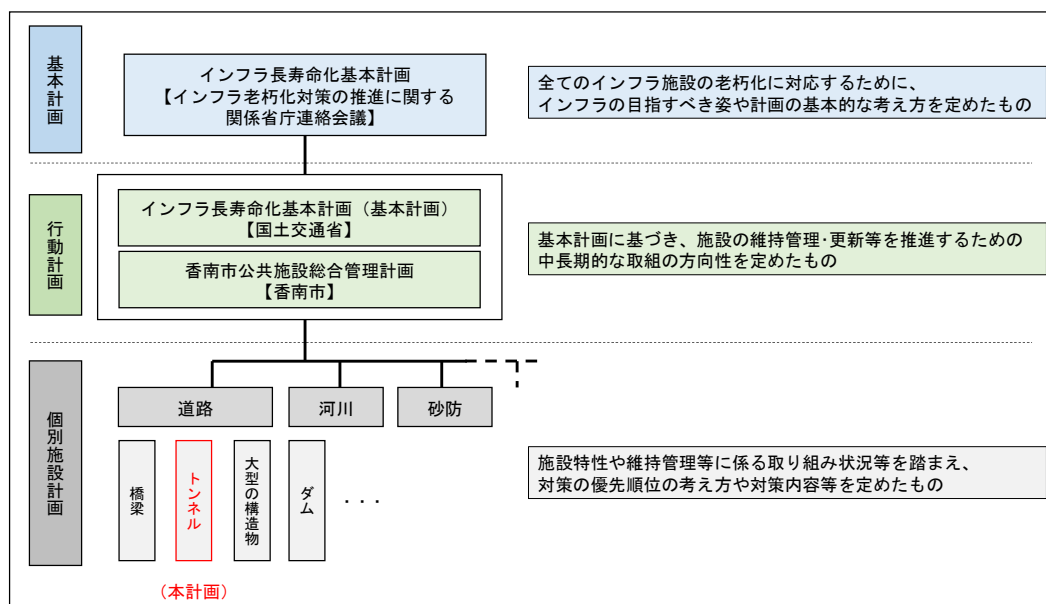 基本計画
インフラ長寿命化基本計画
【インフラ老朽化対策の推進に関する
関係省庁連絡会議】
全てのインフラ施設の老朽化に対応するために、
インフラの目指すべき姿や計画の基本的な考え方を定めたもの
行動計画
インフラ長寿命化基本計画（基本計画）
【国土交通省】
香南市公共施設総合管理計画
【香南市】
基本計画に基づき、施設の維持管理･更新等を推進するための
中長期的な取組の方向性を定めたもの
個別施設計画
道路
河川
砂防
橋梁
トンネル
大型の構造物
ダム
・・・
（本計画）
施設特性や維持管理等に係る取り組み状況等を踏まえ、
対策の優先順位の考え方や対策内容等を定めたもの